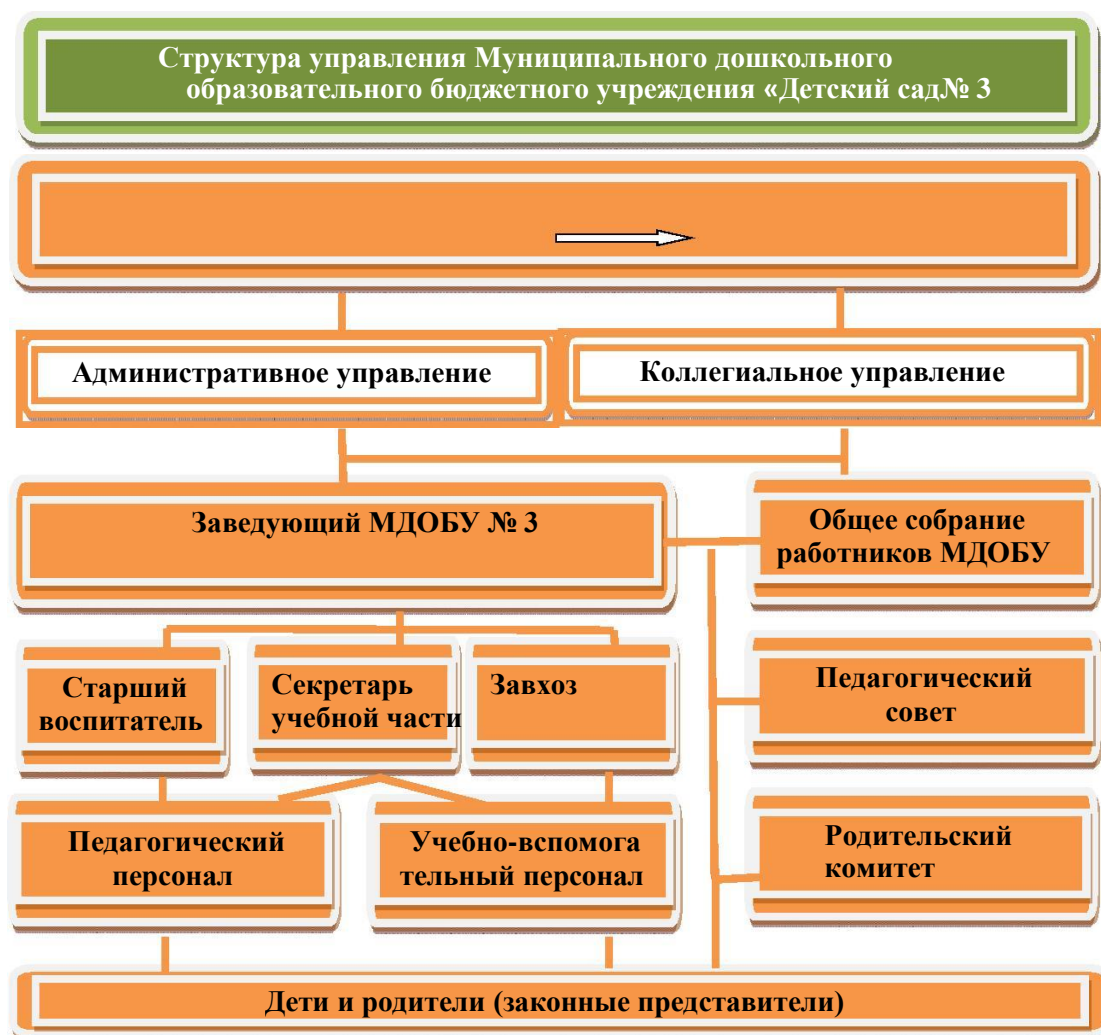 Структура управления Муниципального дошкольного
образовательного бюджетного учреждения «Детский сад№ 3
Административное управление
Коллегиальное управление
Заведующий МДОБУ № 3
Общее собрание
работников МДОБУ
Старший
воспитатель
Секретарь
учебной части
Завхоз
Педагогический
совет
Педагогический
персонал
Учебно-вспомога
тельный персонал
Родительский
комитет
Дети и родители (законные представители)